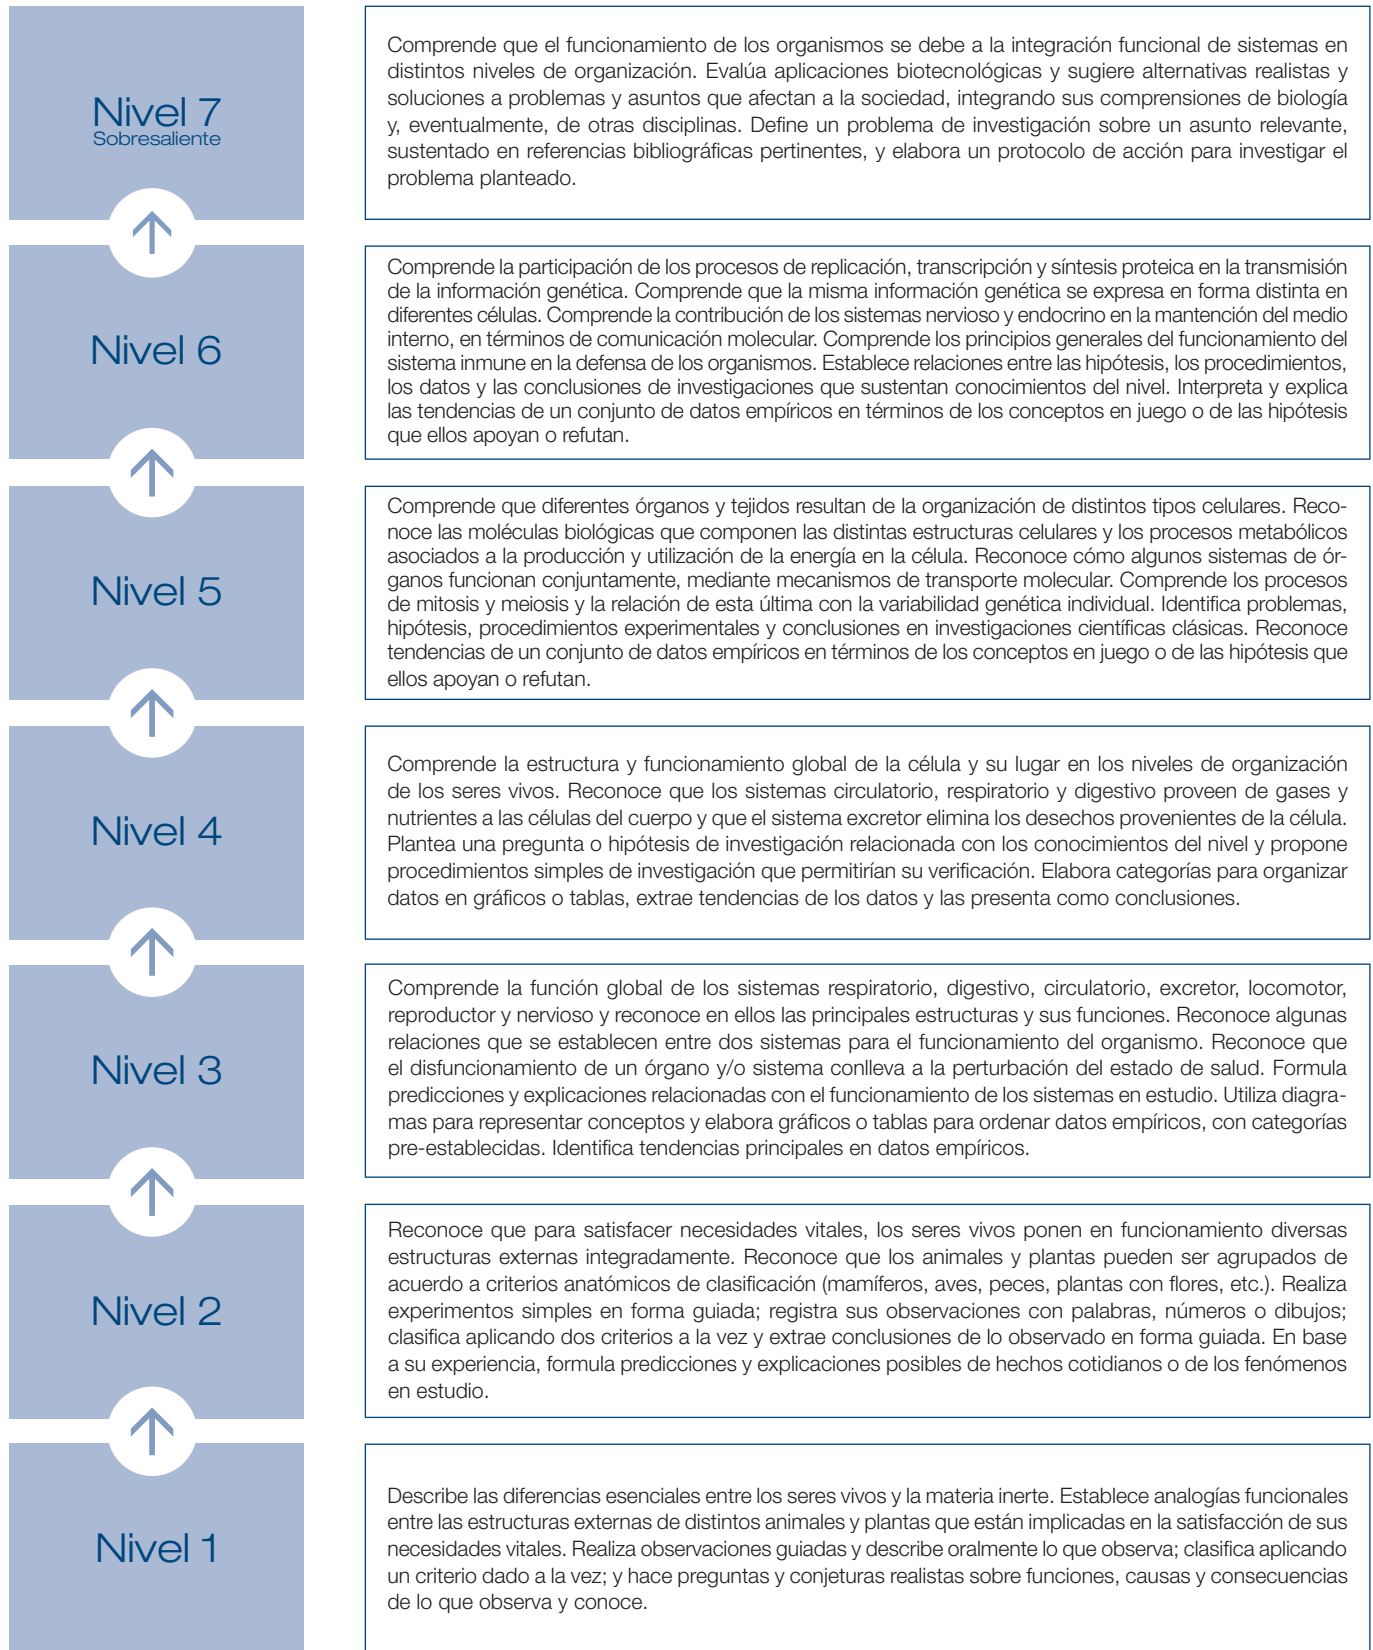 Nivel 7
Sobresaliente
Comprende que el funcionamiento de los organismos se debe a la integración funcional de sistemas en
distintos niveles de organización. Evalúa aplicaciones biotecnológicas y sugiere alternativas realistas y
soluciones a problemas y asuntos que afectan a la sociedad, integrando sus comprensiones de biología
y, eventualmente, de otras disciplinas. Define un problema de investigación sobre un asunto relevante,
sustentado en referencias bibliográficas pertinentes, y elabora un protocolo de acción para investigar el
problema planteado.
Nivel 6
Comprende la participación de los procesos de replicación, transcripción y síntesis proteica en la transmisión
de la información genética. Comprende que la misma información genética se expresa en forma distinta en
diferentes células. Comprende la contribución de los sistemas nervioso y endocrino en la mantención del medio
interno, en términos de comunicación molecular. Comprende los principios generales del funcionamiento del
sistema inmune en la defensa de los organismos. Establece relaciones entre las hipótesis, los procedimientos,
los datos y las conclusiones de investigaciones que sustentan conocimientos del nivel. Interpreta y explica
las tendencias de un conjunto de datos empíricos en términos de los conceptos en juego o de las hipótesis
que ellos apoyan o refutan.
Nivel 5
Comprende que diferentes órganos y tejidos resultan de la organización de distintos tipos celulares. Reco-
noce las moléculas biológicas que componen las distintas estructuras celulares y los procesos metabólicos
asociados a la producción y utilización de la energía en la célula. Reconoce cómo algunos sistemas de ór-
ganos funcionan conjuntamente, mediante mecanismos de transporte molecular. Comprende los procesos
de mitosis y meiosis y la relación de esta última con la variabilidad genética individual. Identifica problemas,
hipótesis, procedimientos experimentales y conclusiones en investigaciones científicas clásicas. Reconoce
tendencias de un conjunto de datos empíricos en términos de los conceptos en juego o de las hipótesis que
ellos apoyan o refutan.
Nivel 4
Comprende la estructura y funcionamiento global de la célula y su lugar en los niveles de organización
de los seres vivos. Reconoce que los sistemas circulatorio, respiratorio y digestivo proveen de gases y
nutrientes a las células del cuerpo y que el sistema excretor elimina los desechos provenientes de la célula.
Plantea una pregunta o hipótesis de investigación relacionada con los conocimientos del nivel y propone
procedimientos simples de investigación que permitirían su verificación. Elabora categorías para organizar
datos en gráficos o tablas, extrae tendencias de los datos y las presenta como conclusiones.
Nivel 3
Comprende la función global de los sistemas respiratorio, digestivo, circulatorio, excretor, locomotor,
reproductor y nervioso y reconoce en ellos las principales estructuras y sus funciones. Reconoce algunas
relaciones que se establecen entre dos sistemas para el funcionamiento del organismo. Reconoce que
el disfuncionamiento de un órgano y/o sistema conlleva a la perturbación del estado de salud. Formula
predicciones y explicaciones relacionadas con el funcionamiento de los sistemas en estudio. Utiliza diagra-
mas para representar conceptos y elabora gráficos o tablas para ordenar datos empíricos, con categorías
pre-establecidas. Identifica tendencias principales en datos empíricos.
Nivel 2
Reconoce que para satisfacer necesidades vitales, los seres vivos ponen en funcionamiento diversas
estructuras externas integradamente. Reconoce que los animales y plantas pueden ser agrupados de
acuerdo a criterios anatómicos de clasificación (mamíferos, aves, peces, plantas con flores, etc.). Realiza
experimentos simples en forma guiada; registra sus observaciones con palabras, números o dibujos;
clasifica aplicando dos criterios a la vez y extrae conclusiones de lo observado en forma guiada. En base
a su experiencia, formula predicciones y explicaciones posibles de hechos cotidianos o de los fenómenos
en estudio.
Nivel 1
Describe las diferencias esenciales entre los seres vivos y la materia inerte. Establece analogías funcionales
entre las estructuras externas de distintos animales y plantas que están implicadas en la satisfacción de sus
necesidades vitales. Realiza observaciones guiadas y describe oralmente lo que observa; clasifica aplicando
un criterio dado a la vez; y hace preguntas y conjeturas realistas sobre funciones, causas y consecuencias
de lo que observa y conoce.